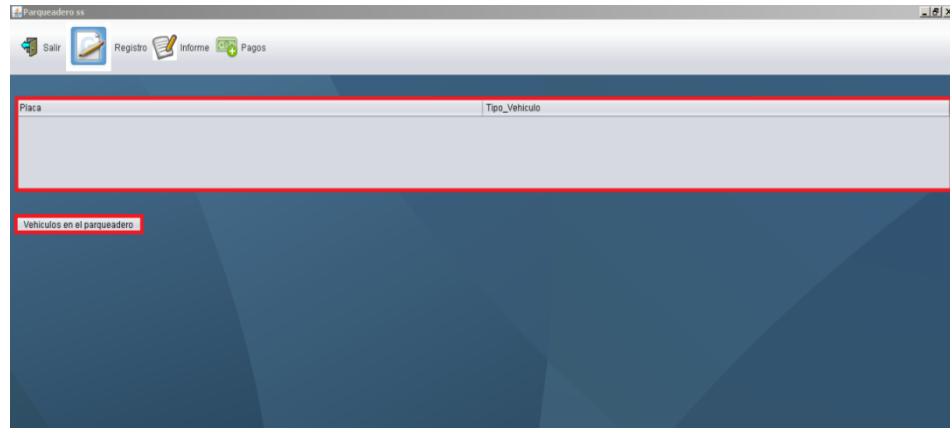 Parqueadero ss
Salir Registro Informe Pagos
Placa Tipo_Vehiculo
Vehiculos en el parqueadero